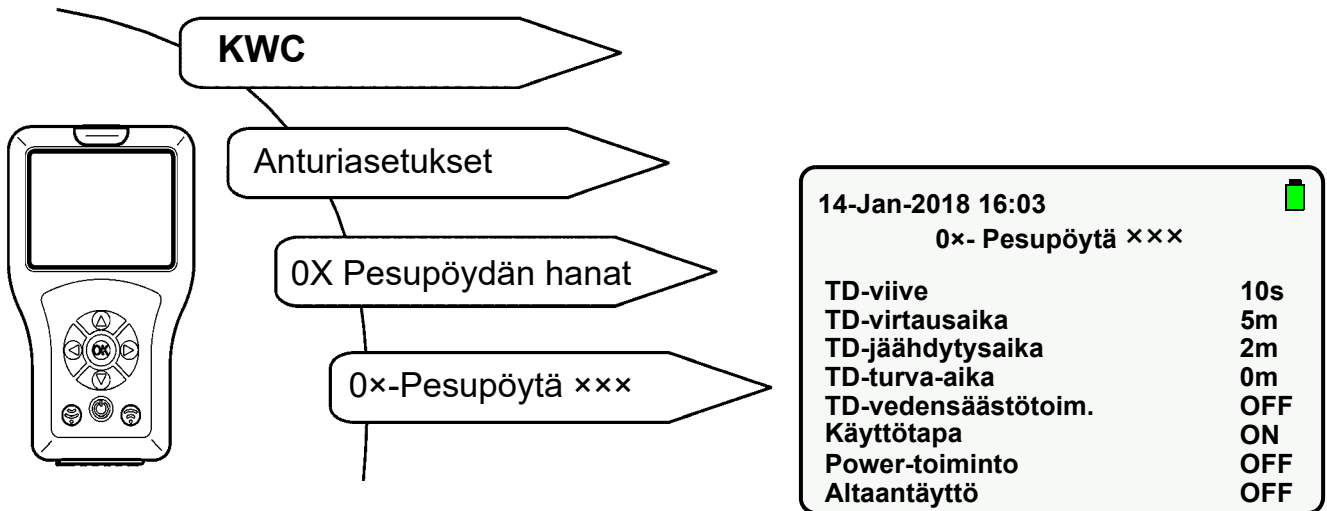 KWC
Anturiasetukset
0X Pesupöydän hanat
0×-Pesupöytä ×××
OK
14-Jan-2018 16:03
0×- Pesupöytä ×××
TD-viive 10s
TD-virtausaika 5m
TD-jäähdytysaika 2m
TD-turva-aika 0m
TD-vedensäästötoim. OFF
Käyttötapa ON
Power-toiminto OFF
Altaantäyttö OFF